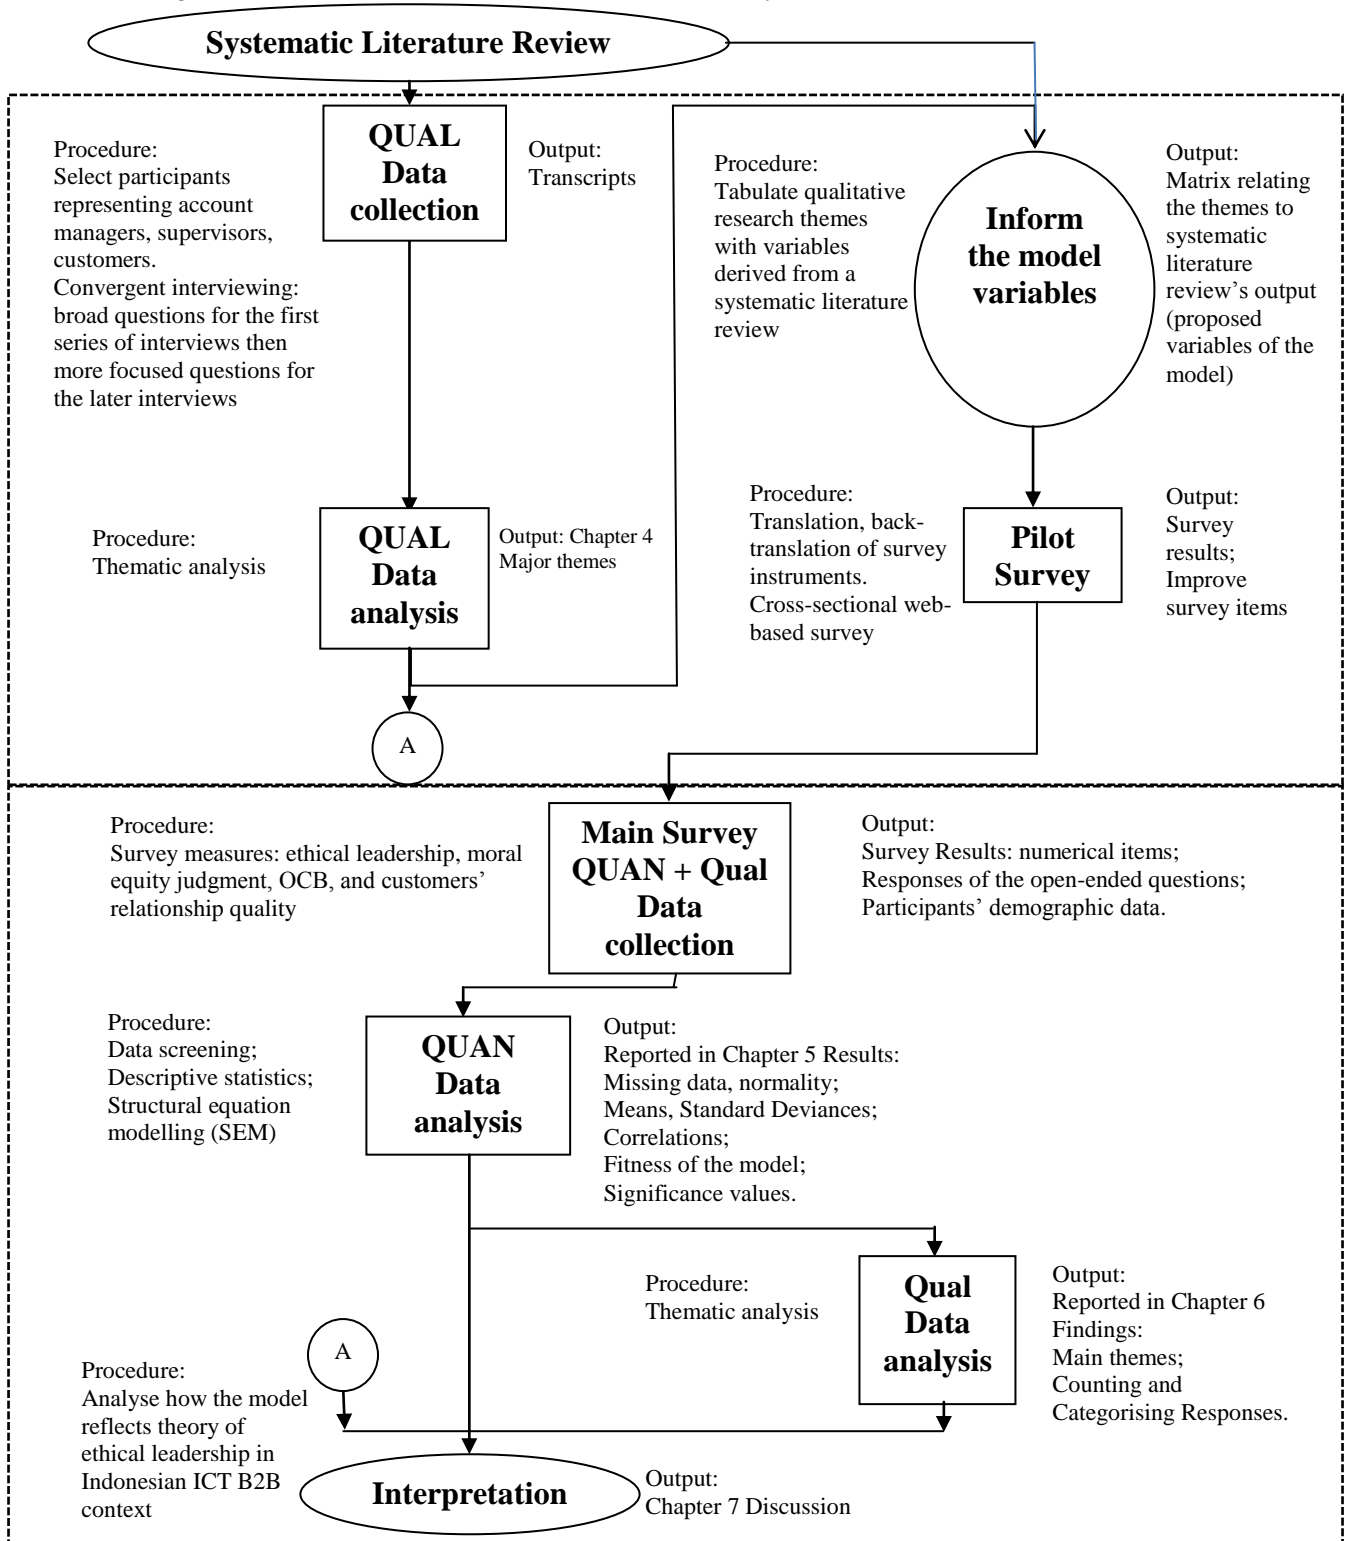 Systematic Literature Review
Procedure:
Select participants
representing account
managers, supervisors,
customers.
Convergent interviewing:
broad questions for the first
series of interviews then
more focused questions for
the later interviews
QUAL
Data
collection
Output:
Transcripts
Procedure:
Tabulate qualitative
research themes
with variables
derived from a
systematic literature
review
Inform
the model
variables
Output:
Matrix relating
the themes to
systematic
literature
review’s output
(proposed
variables of the
model)
Procedure:
Thematic analysis
QUAL
Data
analysis
Output: Chapter 4
Major themes
Procedure:
Translation, back-
translation of survey
instruments.
Cross-sectional web-
based survey
Pilot
Survey
Output:
Survey
results;
Improve
survey items
A
Procedure:
Survey measures: ethical leadership, moral
equity judgment, OCB, and customers’
relationship quality
Main Survey
QUAN + Qual
Data
collection
Output:
Survey Results: numerical items;
Responses of the open-ended questions;
Participants’ demographic data.
Procedure:
Data screening;
Descriptive statistics;
Structural equation
modelling (SEM)
QUAN
Data
analysis
Output:
Reported in Chapter 5 Results:
Missing data, normality;
Means, Standard Deviances;
Correlations;
Fitness of the model;
Significance values.
Procedure:
Thematic analysis
Qual
Data
analysis
Output:
Reported in Chapter 6
Findings:
Main themes;
Counting and
Categorising Responses.
A
Procedure:
Analyse how the model
reflects theory of
ethical leadership in
Indonesian ICT B2B
context
Interpretation
Output:
Chapter 7 Discussion